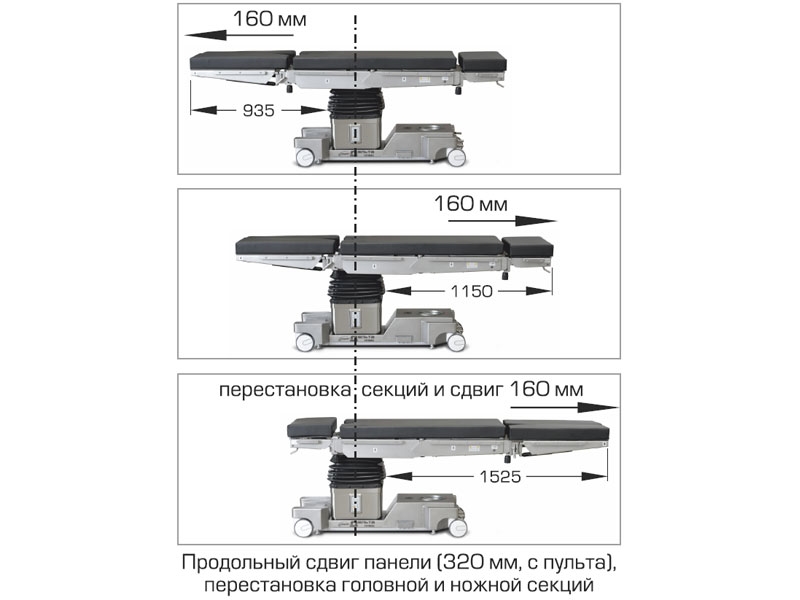 160 мм
935
160 мм
1150
перестановка секций и сдвиг 160 мм
1525
Продольный сдвиг панели (320 мм, с пульта),
перестановка головной и ножной секций